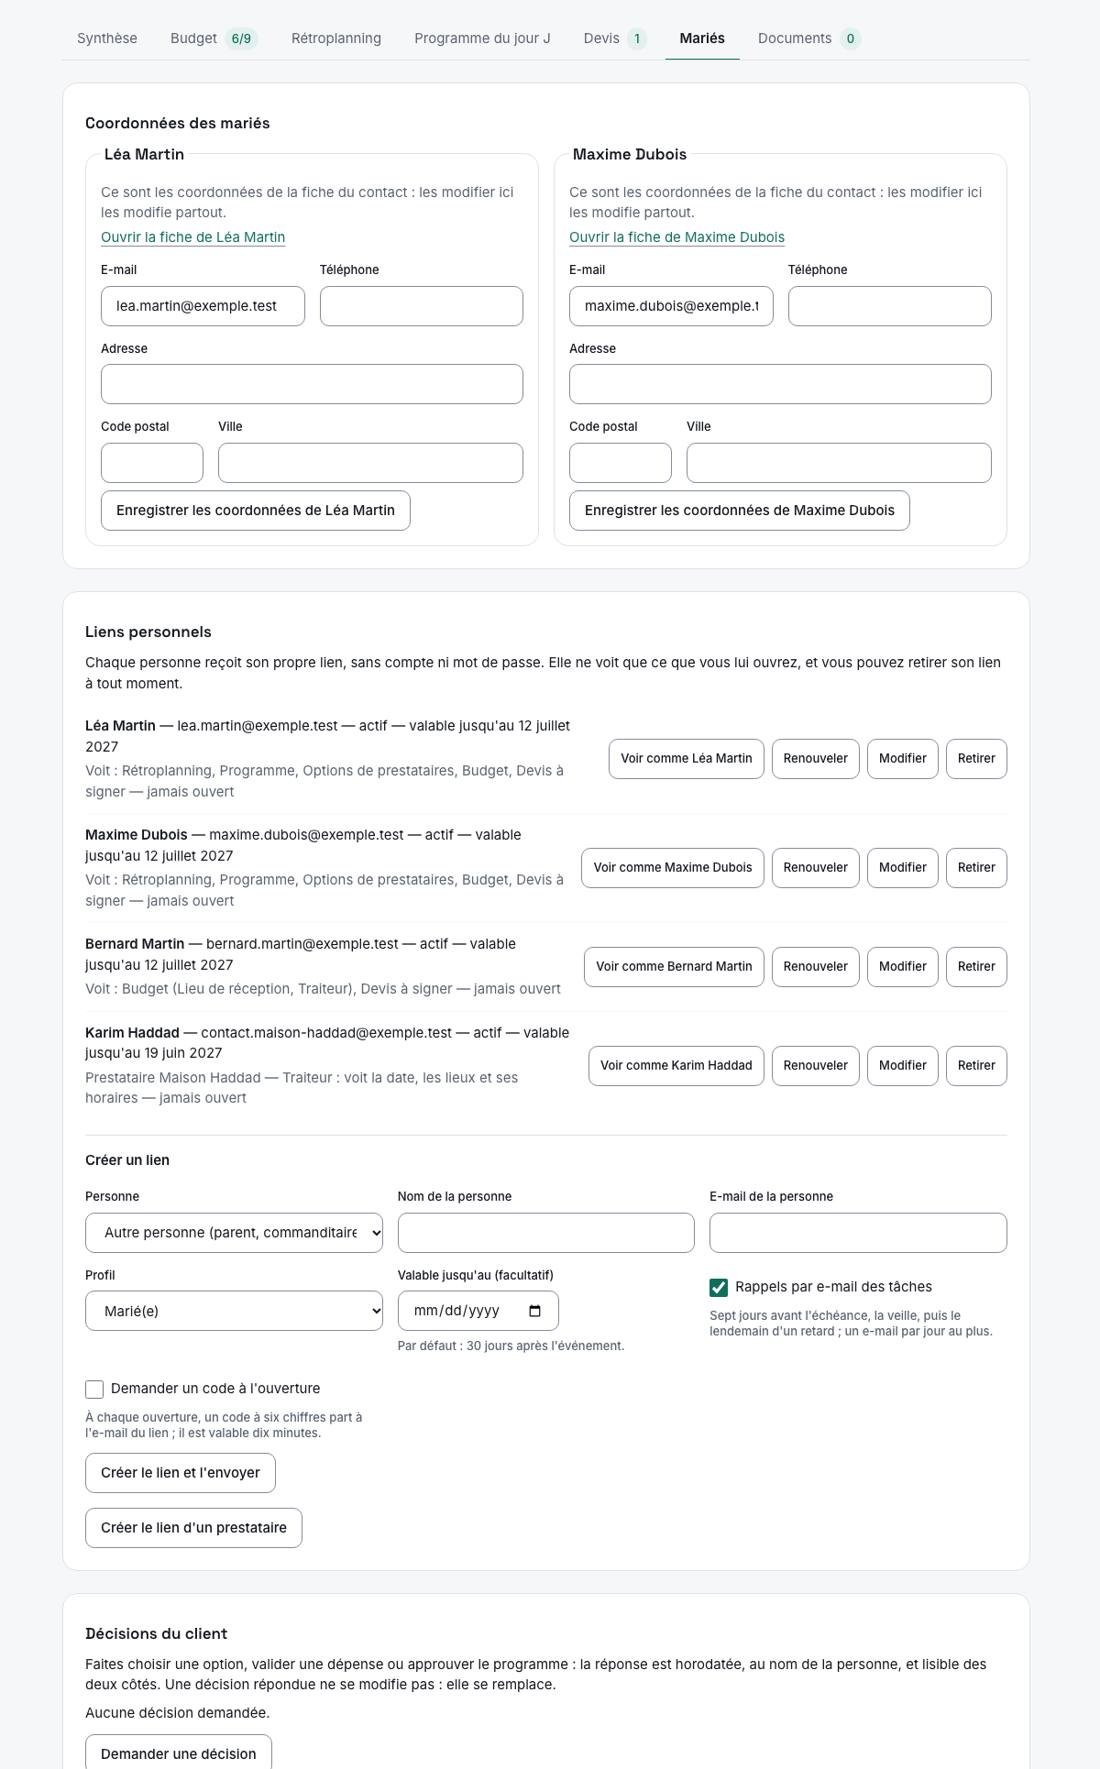 Synthèse
Budget 6/9
Rétroplanning
Programme du jour J
Devis 1
Mariés
Documents 0
Coordonnées des mariés
Léa Martin
Ce sont les coordonnées de la fiche du contact : les modifier ici
les modifie partout.
Ouvrir la fiche de Léa Martin
E-mail
Téléphone
lea.martin@exemple.test
Adresse
Code postal
Ville
Enregistrer les coordonnées de Léa Martin
Maxime Dubois
Ce sont les coordonnées de la fiche du contact : les modifier ici
les modifie partout.
Ouvrir la fiche de Maxime Dubois
E-mail
Téléphone
maxime.dubois@exemple.t
Adresse
Code postal
Ville
Enregistrer les coordonnées de Maxime Dubois
Liens personnels
Chaque personne reçoit son propre lien, sans compte ni mot de passe. Elle ne voit que ce que vous lui ouvrez, et vous pouvez retirer son lien
à tout moment.
Léa Martin — lea.martin@exemple.test — actif — valable jusqu'au 12 juillet
2027
Voit : Rétroplanning, Programme, Options de prestataires, Budget, Devis à
signer — jamais ouvert
Voir comme Léa Martin
Renouveler
Modifier
Retirer
Maxime Dubois — maxime.dubois@exemple.test — actif — valable
jusqu'au 12 juillet 2027
Voit : Rétroplanning, Programme, Options de prestataires, Budget, Devis à
signer — jamais ouvert
Voir comme Maxime Dubois
Renouveler
Modifier
Retirer
Bernard Martin — bernard.martin@exemple.test — actif — valable
jusqu'au 12 juillet 2027
Voit : Budget (Lieu de réception, Traiteur), Devis à signer — jamais ouvert
Voir comme Bernard Martin
Renouveler
Modifier
Retirer
Karim Haddad — contact.maison-haddad@exemple.test — actif — valable
jusqu'au 19 juin 2027
Prestataire Maison Haddad — Traiteur : voit la date, les lieux et ses
horaires — jamais ouvert
Voir comme Karim Haddad
Renouveler
Modifier
Retirer
Créer un lien
Personne
Nom de la personne
E-mail de la personne
Autre personne (parent, commanditaire
Profil
Valable jusqu'au (facultatif)
Rappels par e-mail des tâches
Marié(e)
mm/dd/yyyy
Sept jours avant l'échéance, la veille, puis le
lendemain d'un retard ; un e-mail par jour au plus.
Par défaut : 30 jours après l'événement.
Demander un code à l'ouverture
À chaque ouverture, un code à six chiffres part à
l'e-mail du lien ; il est valable dix minutes.
Créer le lien et l'envoyer
Créer le lien d'un prestataire
Décisions du client
Faites choisir une option, valider une dépense ou approuver le programme : la réponse est horodatée, au nom de la personne, et lisible des
deux côtés. Une décision répondue ne se modifie pas : elle se remplace.
Aucune décision demandée.
Demander une décision